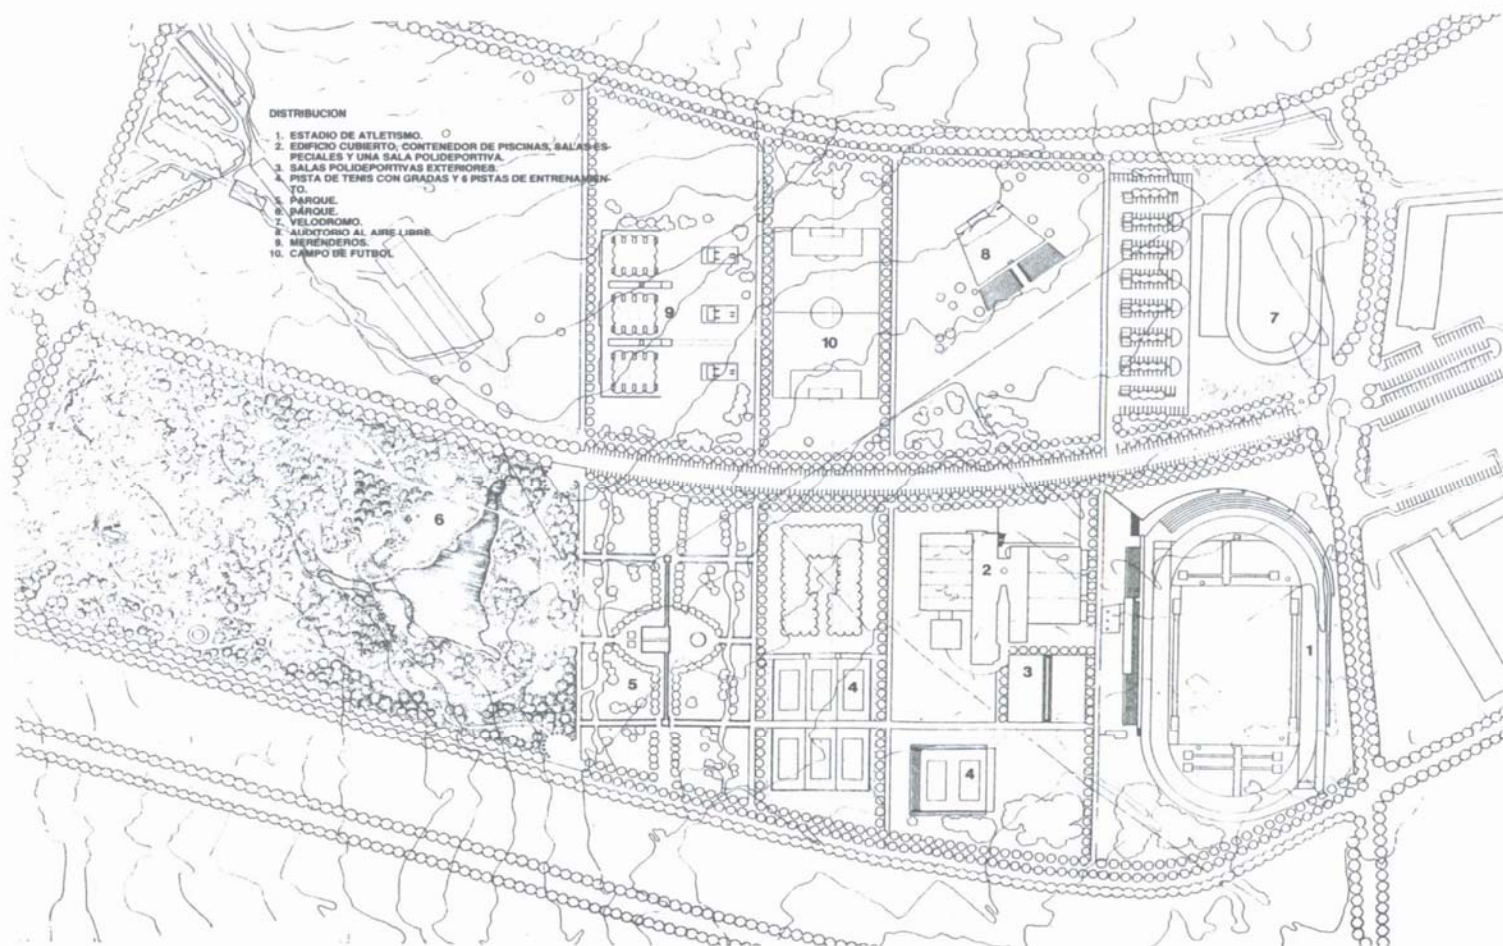 DISTRIBUCION
1. ESTADIO DE ATLETISMO.
2. EDIFICIO CUBIERTO, CONTENEDOR DE PISCINAS, SALAS ES-
PECIALES Y UNA SALA POLIDEPORTIVA.
3. SALAS POLIDEPORTIVAS EXTERIORES.
4. PISTA DE TENIS CON GRADAS Y 6 PISTAS DE ENTRENAMIEN-
TO.
5. PARQUE.
6. PARQUE.
7. VELODROMO.
8. AUDITORIO AL AIRE LIBRE.
9. MERENDEROS.
10. CAMPO DE FUTBOL
8
9
7
10
6
2
1
3
5
4
4